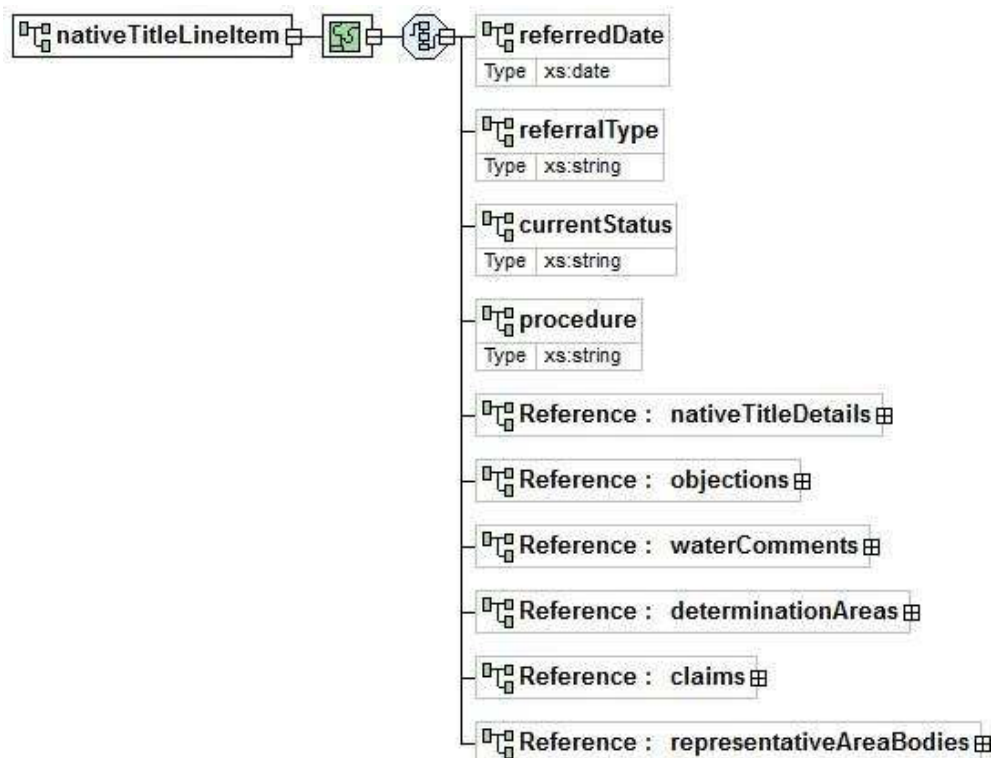 nativeTitleLineItem
referredDate
Type xs:date
referralType
Type xs:string
currentStatus
Type xs:string
procedure
Type xs:string
Reference : nativeTitleDetails
Reference : objections
Reference : waterComments
Reference : determinationAreas
Reference : claims
Reference : representativeAreaBodies